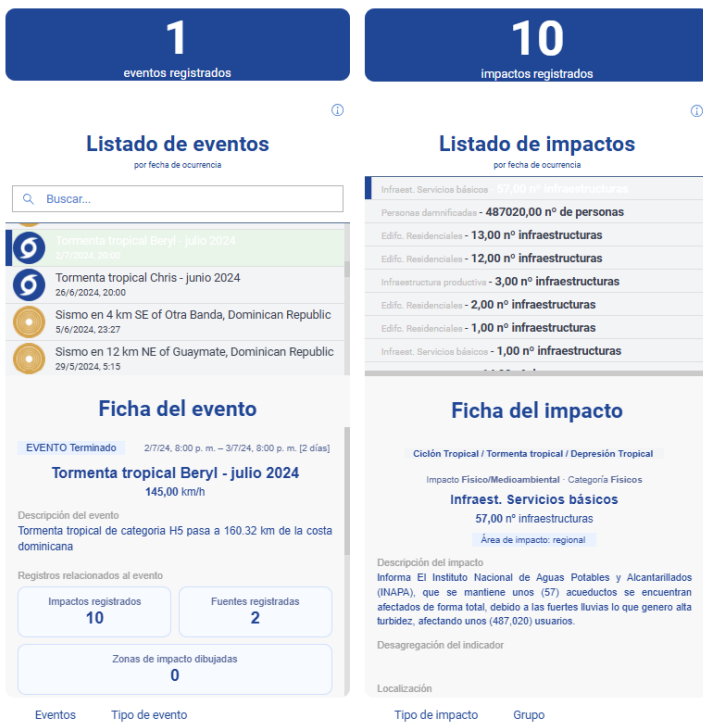 1
eventos registrados
Listado de eventos
por fecha de ocurrencia
Buscar...
Tormenta tropical Beryl - julio 2024
2/7/2024, 20:00
Tormenta tropical Chris - junio 2024
26/6/2024, 20:00
Sismo en 4 km SE of Otra Banda, Dominican Republic
5/6/2024, 23:27
Sismo en 12 km NE of Guaymate, Dominican Republic
29/5/2024, 5:15
Ficha del evento
EVENTO Terminado 2/7/24, 8:00 p. m. – 3/7/24, 8:00 p. m. [2 días]
Tormenta tropical Beryl - julio 2024
145,00 km/h
Descripción del evento
Tormenta tropical de categoria H5 pasa a 160.32 km de la costa
dominicana
Registros relacionados al evento
Impactos registrados
10
Fuentes registradas
2
Zonas de impacto dibujadas
0
Eventos Tipo de evento
10
impactos registrados
Listado de impactos
por fecha de ocurrencia
Infraest. Servicios básicos - 57,00 nº infraestructuras
Personas damnificadas - 487020,00 nº de personas
Edifc. Residenciales - 13,00 nº infraestructuras
Edifc. Residenciales - 12,00 nº infraestructuras
Infraestructura productiva - 3,00 nº infraestructuras
Edifc. Residenciales - 2,00 nº infraestructuras
Edifc. Residenciales - 1,00 nº infraestructuras
Infraest. Servicios básicos - 1,00 nº infraestructuras
Ficha del impacto
Ciclón Tropical / Tormenta tropical / Depresión Tropical
Impacto Físico/Medioambiental · Categoría Físicos
Infraest. Servicios básicos
57,00 nº infraestructuras
Área de impacto: regional
Descripción del impacto
Informa El Instituto Nacional de Aguas Potables y Alcantarillados
(INAPA), que se mantiene unos (57) acueductos se encuentran
afectados de forma total, debido a las fuertes lluvias lo que genero alta
turbidez, afectando unos (487,020) usuarios.
Desagregación del indicador
Localización
Tipo de impacto Grupo